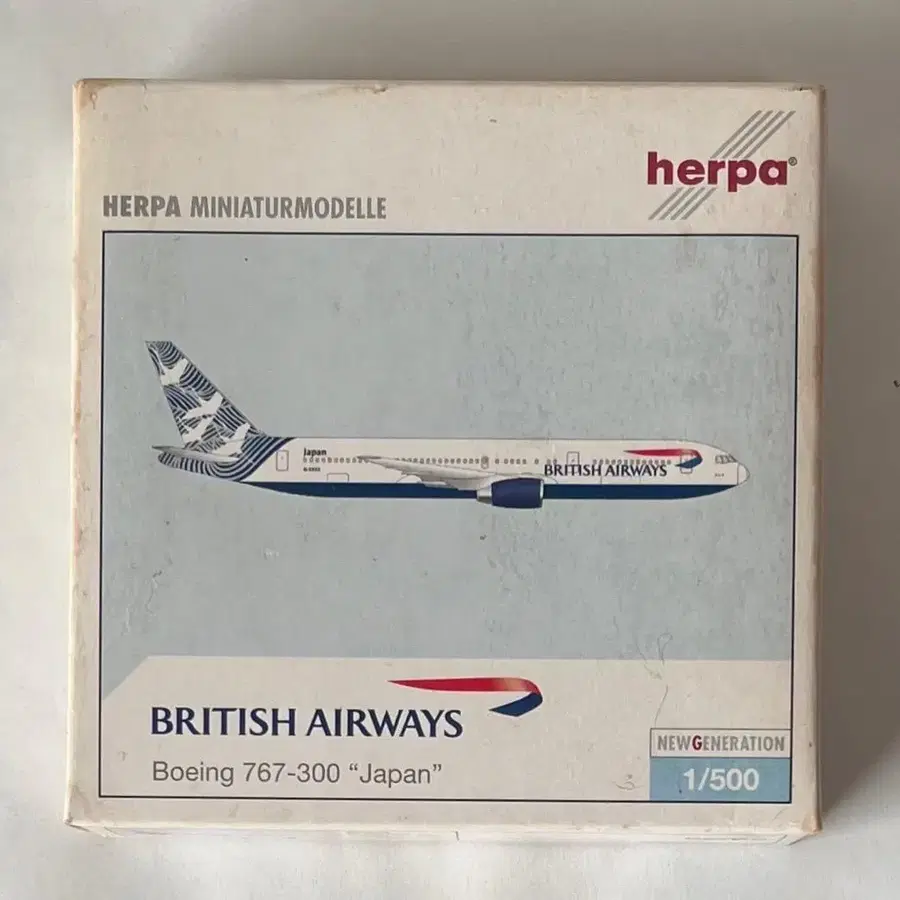 herpa®
HERPA MINIATURMODELLE
Japan
BRITISH AIRWAYS
BRITISH AIRWAYS
Boeing 767-300 “Japan”
NEWGENERATION
1/500